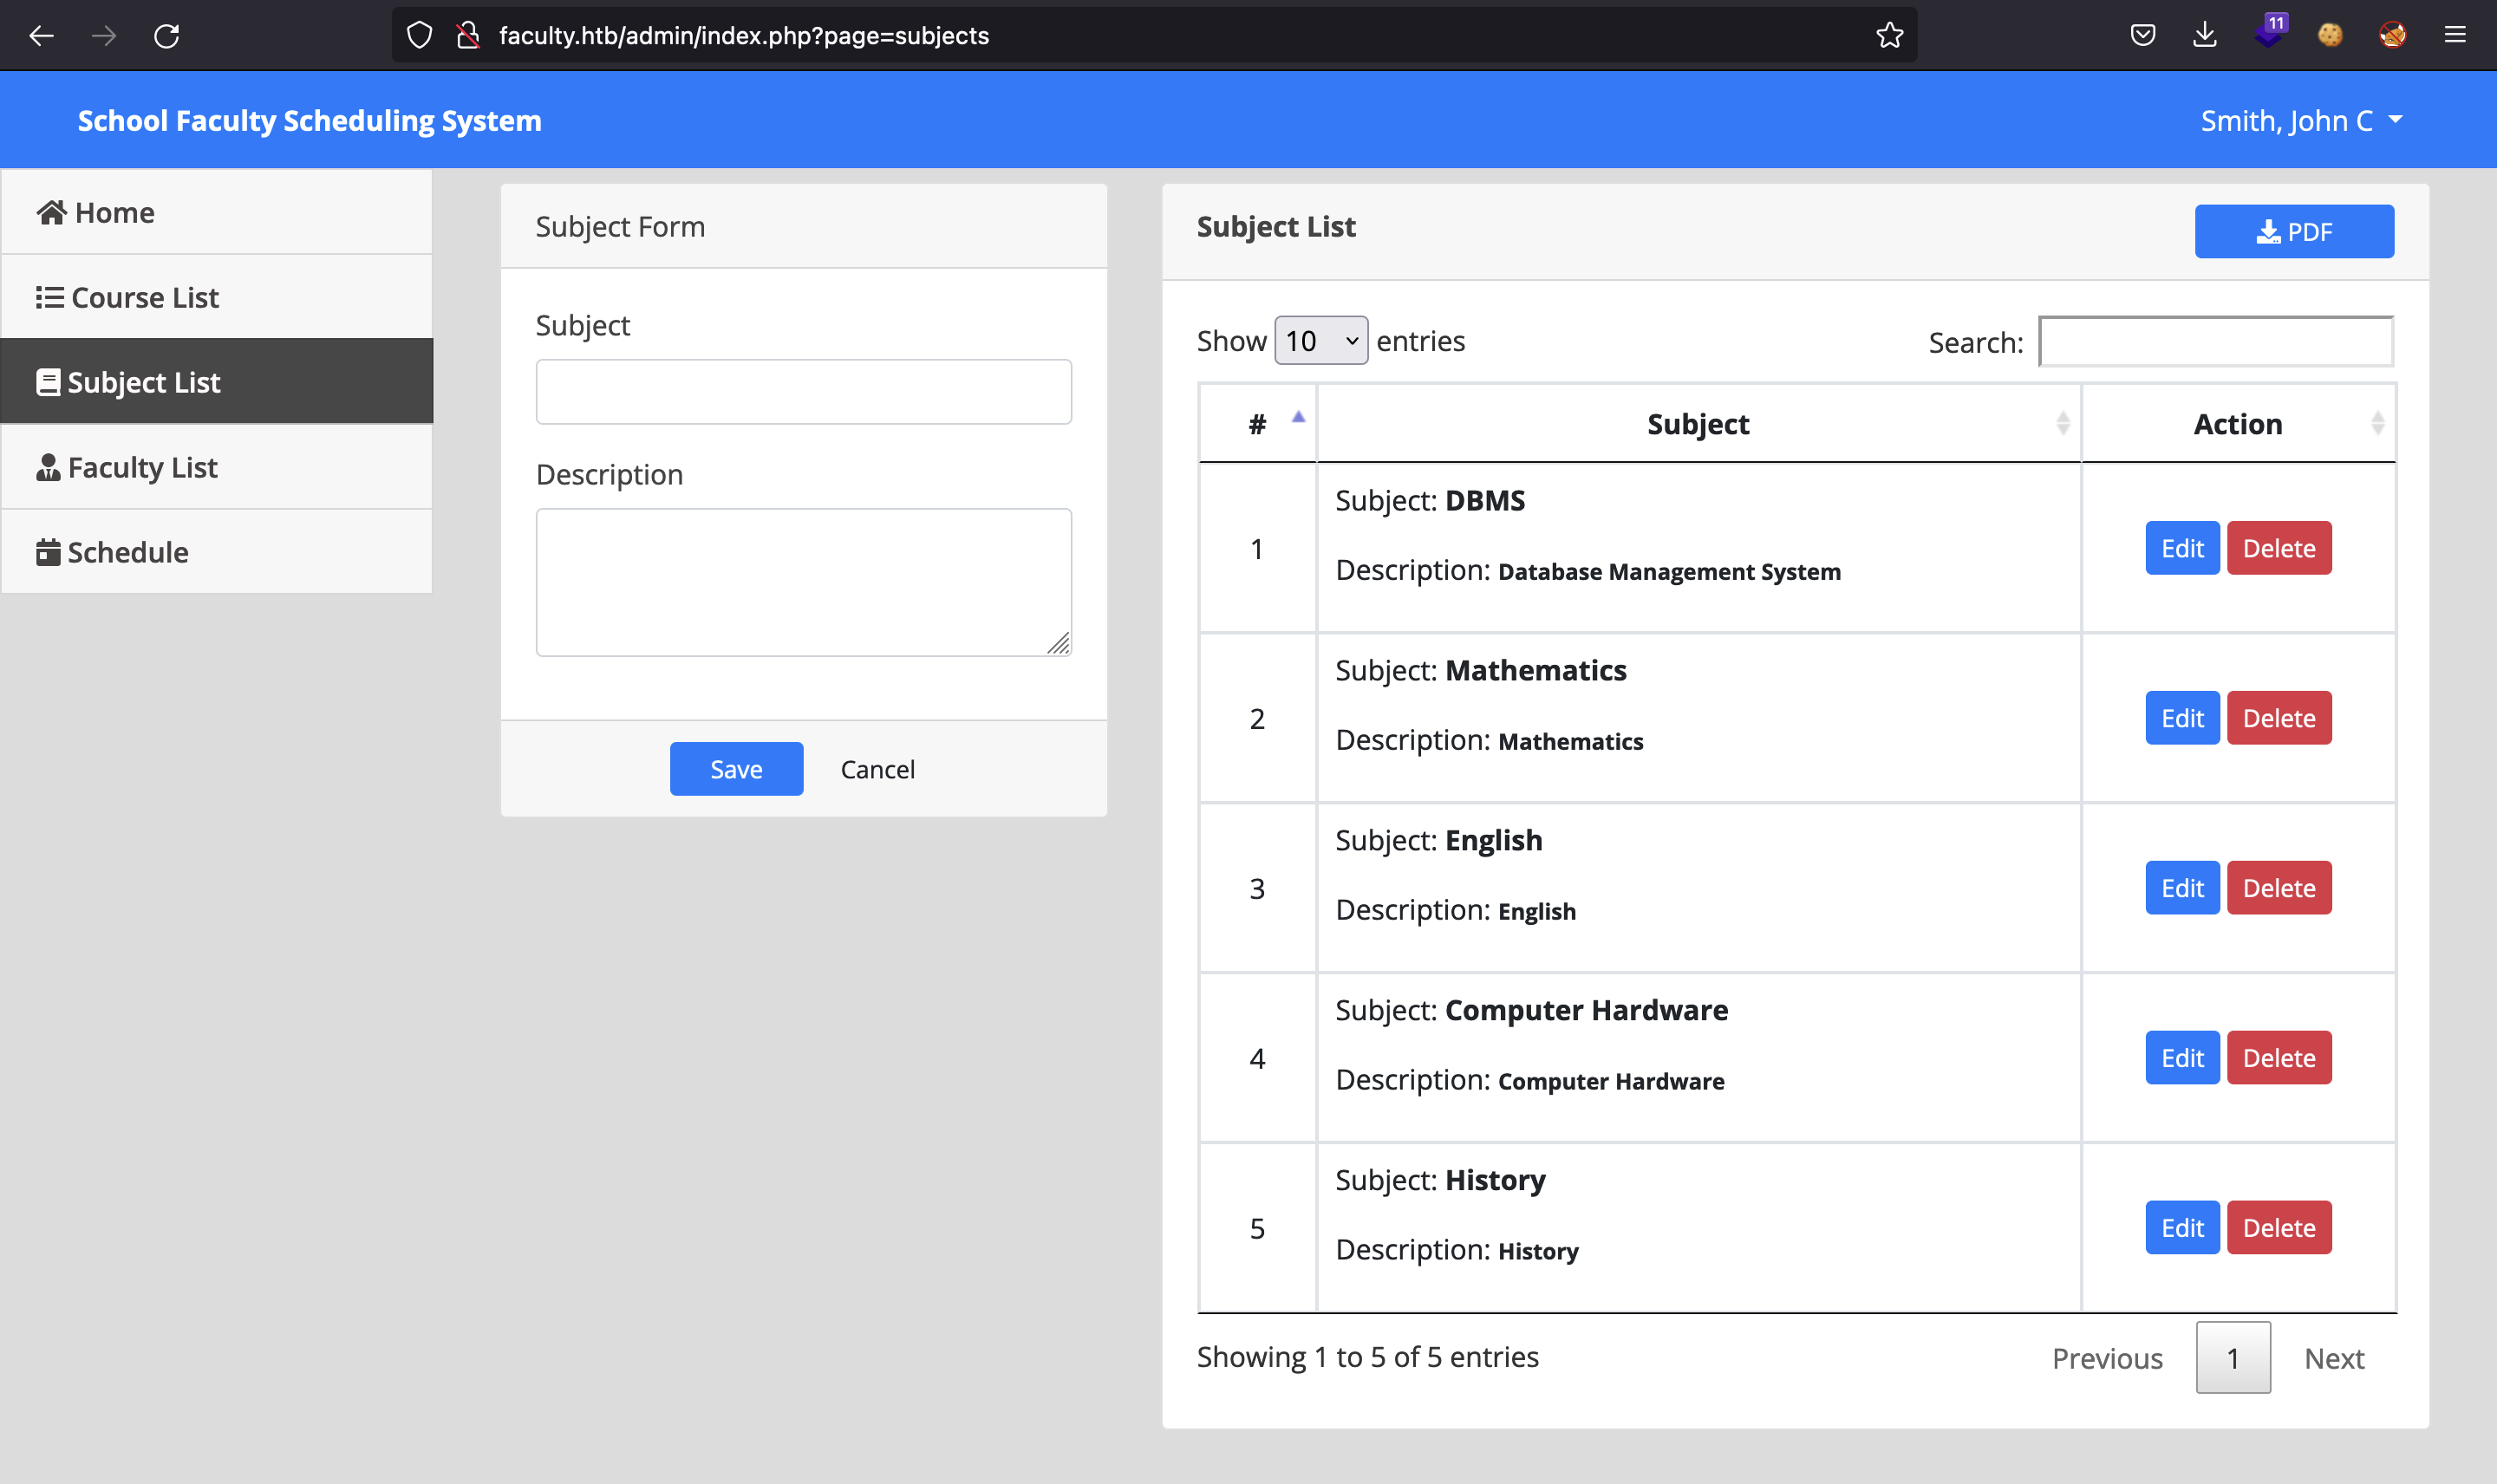 faculty.htb/admin/index.php?page=subjects
11
School Faculty Scheduling System
Smith, John C
Home
Course List
Subject List
Faculty List
Schedule
Subject Form
Subject
Description
Save Cancel
Subject List
PDF
Show 10 entries
Search:
# Subject Action
1
Subject: DBMS
Description: Database Management System
Edit Delete
2
Subject: Mathematics
Description: Mathematics
Edit Delete
3
Subject: English
Description: English
Edit Delete
4
Subject: Computer Hardware
Description: Computer Hardware
Edit Delete
5
Subject: History
Description: History
Edit Delete
Showing 1 to 5 of 5 entries
Previous 1 Next